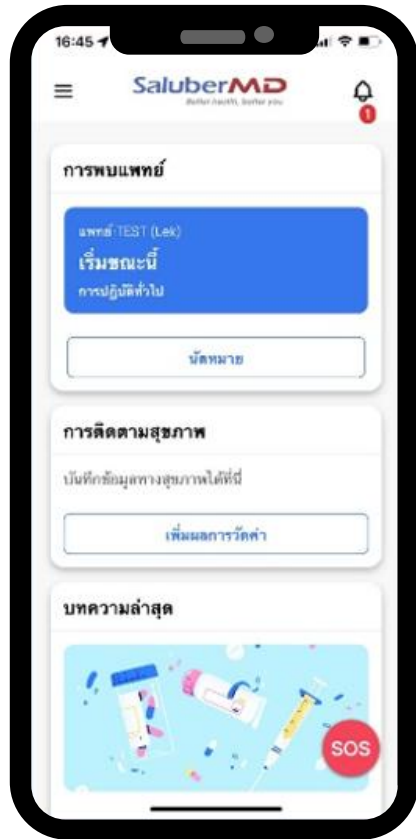 16:45
SaluberMD
Better health, better you
1
การพบแพทย์
แพทย์ TEST (Lek)
เริ่มขณะนี้
การปฏิบัติทั่วไป
นัดหมาย
การติดตามสุขภาพ
บันทึกข้อมูลทางสุขภาพได้ที่นี่
เพิ่มผลการวัดค่า
บทความล่าสุด
SOS